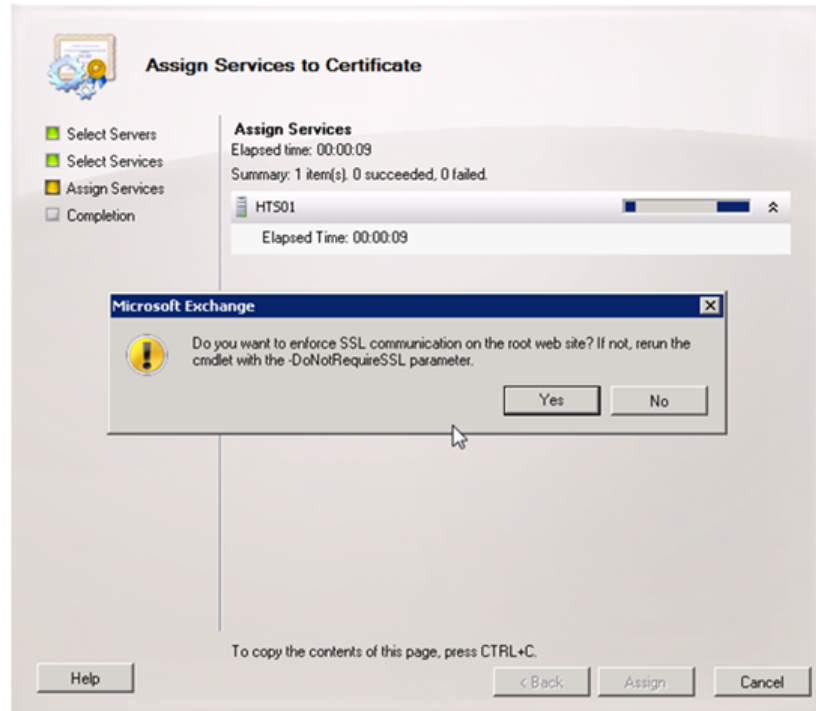 Assign Services to Certificate
Select Servers
Select Services
Assign Services
Completion
Assign Services
Elapsed time: 00:00:09
Summary: 1 item(s). 0 succeeded, 0 failed.
HTS01
Elapsed Time: 00:00:09
Microsoft Exchange
Do you want to enforce SSL communication on the root web site? If not, rerun the
cmdlet with the -DoNotRequireSSL parameter.
Yes
No
To copy the contents of this page, press CTRL+C.
Help
< Back
Assign
Cancel